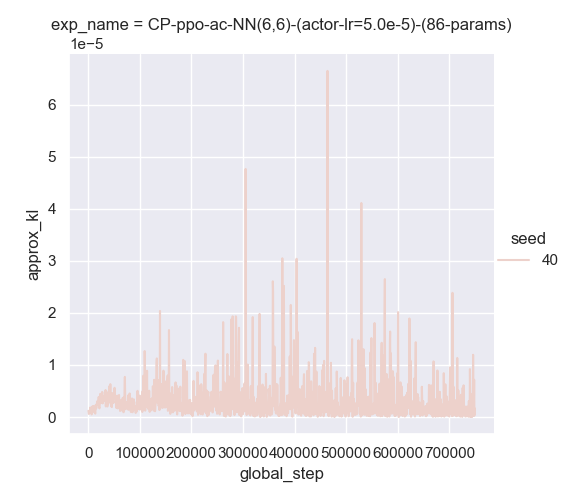 exp_name = CP-ppo-ac-NN(6,6)-(actor-lr=5.0e-5)-(86-params)
1e−5
6
5
4
3
2
1
0
approx_kl
seed
40
0 100000 200000 300000 400000 500000 600000 700000
global_step